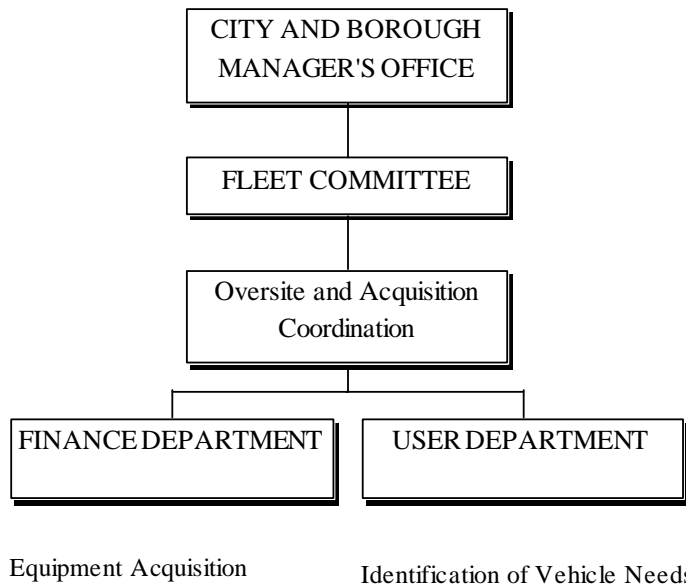 CITY AND BOROUGH
MANAGER'S OFFICE
FLEET COMMITTEE
Oversite and Acquisition
Coordination
FINANCE DEPARTMENT
USER DEPARTMENT
Equipment Acquisition
Identification of Vehicle Needs